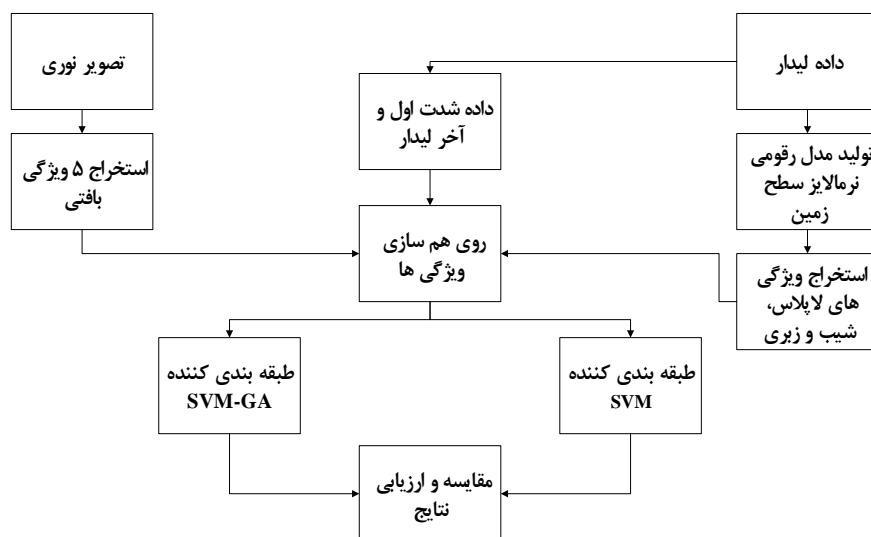 داده لیدار
تصویر نوری
داده شدت اول و
آخر لیدار
تولید مدل رقومی
نرمالایز سطح
زمین
استخراج ۵ ویژگی
بافتی
روی هم سازی
ویژگی ها
استخراج ویژگی
های لاپلاس،
شیب و زبری
طبقه بندی کننده
SVM
طبقه بندی کننده
SVM-GA
مقایسه و ارزیابی
نتایج